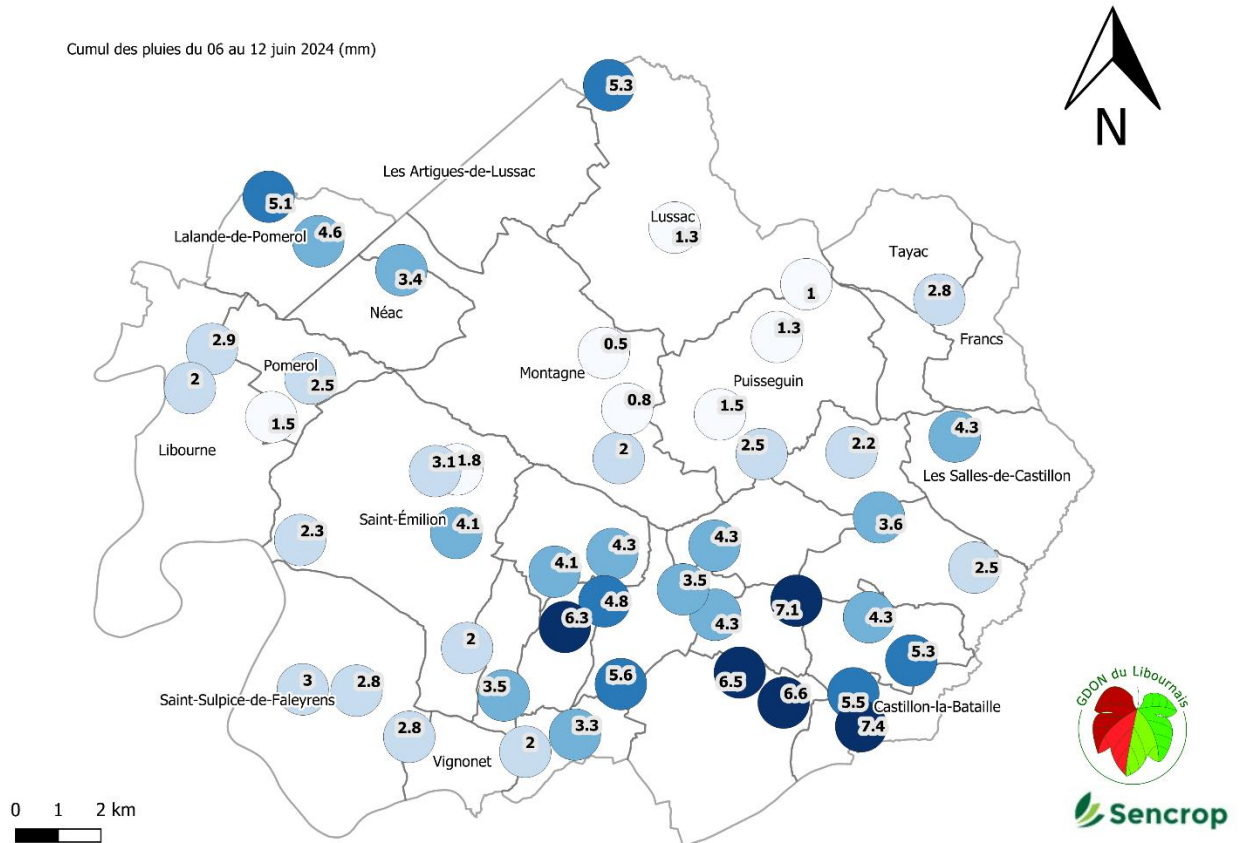 Cumul des pluies du 06 au 12 juin 2024 (mm)
N
5.3
Les Artigues-de-Lussac
5.1
Lalande-de-Pomerol
4.6
Lussac
1.3
Tayac
2.8
3.4
Néac
1
Francs
2.9
Pomerol
2.5
2
1.5
Libourne
0.5
Montagne
0.8
2
1.3
Puisseguin
1.5
2.5
2.2
4.3
Les Salles-de-Castillon
3.1
1.8
Saint-Émilion
4.1
2.3
4.1
4.3
4.3
3.6
2.5
3.5
4.8
6.3
4.3
7.1
4.3
5.3
2
3.5
5.6
6.5
6.6
5.5
Castillon-la-Bataille
7.4
3
2.8
Saint-Sulpice-de-Faleyrens
2.8
Vignonet
2
3.3
GDON du Libournais
0 1 2 km
Sencrop